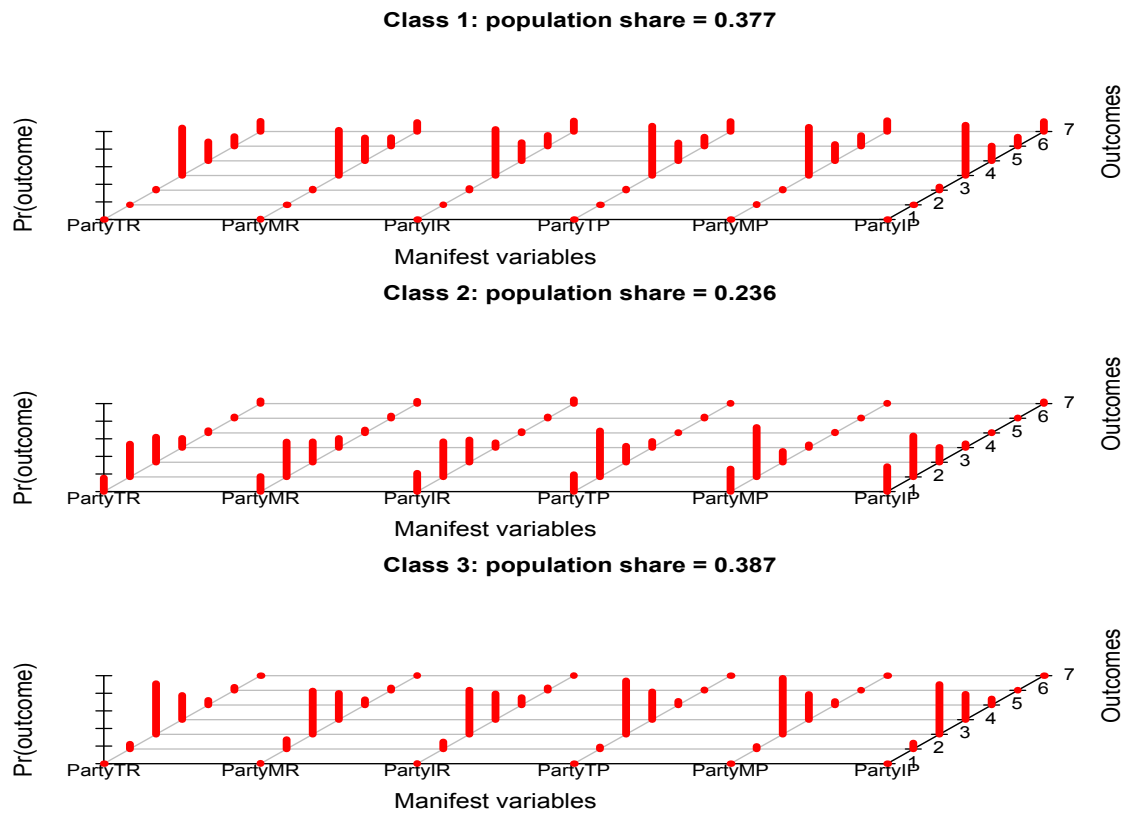 Class 1: population share = 0.377
Pr(outcome)
Outcomes
7
6
5
4
3
2
1
PartyTR PartyMR PartyIR PartyTP PartyMP PartyIP
Manifest variables
Class 2: population share = 0.236
Pr(outcome)
Outcomes
7
6
5
4
3
2
1
PartyTR PartyMR PartyIR PartyTP PartyMP PartyIP
Manifest variables
Class 3: population share = 0.387
Pr(outcome)
Outcomes
7
6
5
4
3
2
1
PartyTR PartyMR PartyIR PartyTP PartyMP PartyIP
Manifest variables